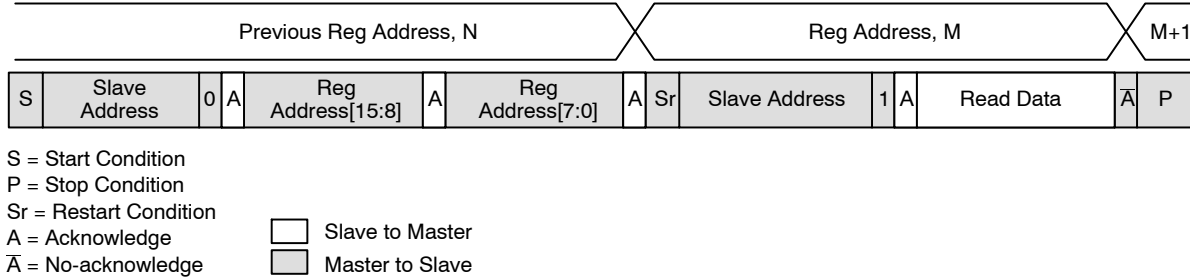 Previous Reg Address, N Reg Address, M M+1
S Slave Address 0 A Reg Address[15:8] A Reg Address[7:0] A Sr Slave Address 1 A Read Data A̅ P
S = Start Condition
P = Stop Condition
Sr = Restart Condition
A = Acknowledge
A̅ = No-acknowledge
Slave to Master
Master to Slave